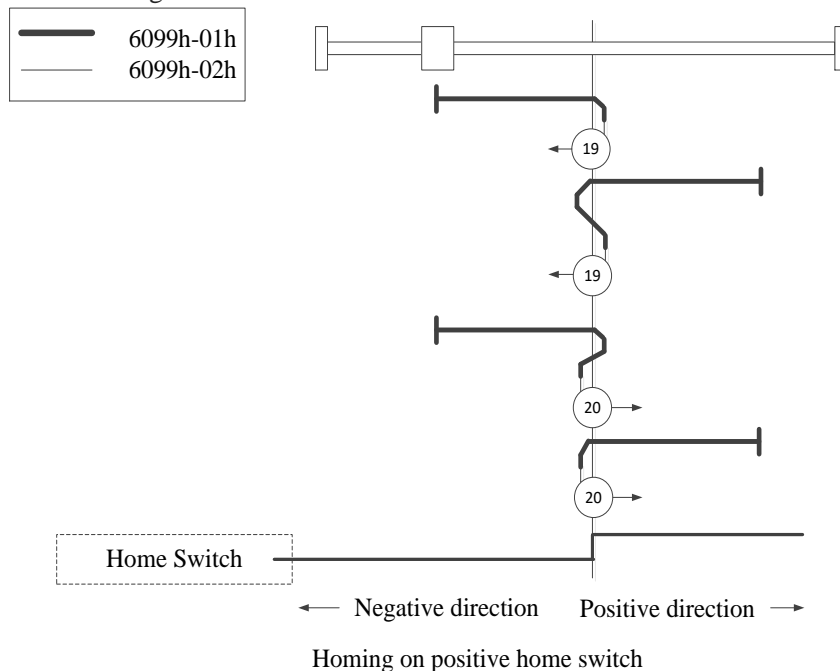 6099h-01h
6099h-02h
19
19
20
20
Home Switch
Negative direction Positive direction
Homing on positive home switch